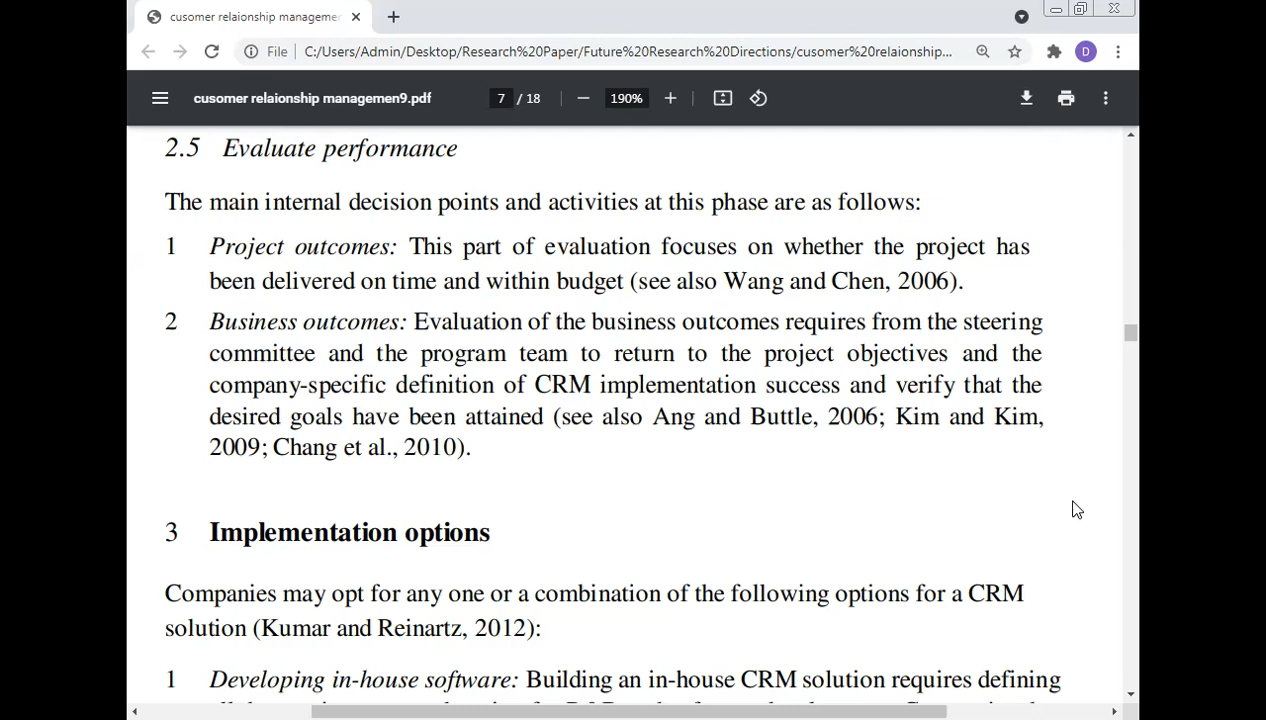 cusomer relaionship managemen
File
C:/Users/Admin/Desktop/Research%20Paper/Future%20Research%20Directions/cusomer%20relaionship...
D
cusomer relaionship managemen9.pdf
7 / 18
190%
2.5 Evaluate performance
The main internal decision points and activities at this phase are as follows:
1 Project outcomes: This part of evaluation focuses on whether the project has
been delivered on time and within budget (see also Wang and Chen, 2006).
2 Business outcomes: Evaluation of the business outcomes requires from the steering
committee and the program team to return to the project objectives and the
company-specific definition of CRM implementation success and verify that the
desired goals have been attained (see also Ang and Buttle, 2006; Kim and Kim,
2009; Chang et al., 2010).
3 Implementation options
Companies may opt for any one or a combination of the following options for a CRM
solution (Kumar and Reinartz, 2012):
1 Developing in-house software: Building an in-house CRM solution requires defining